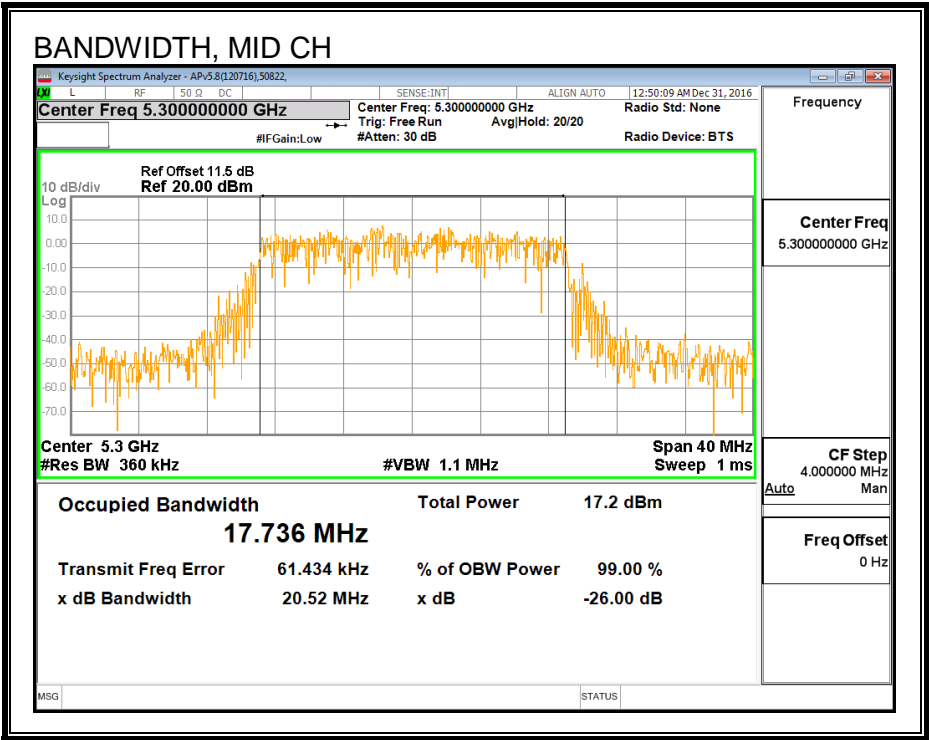 BANDWIDTH, MID CH
Keysight Spectrum Analyzer - APv5.8(120716),50822,
LXI L RF 50 Ω DC SENSE:INT ALIGN AUTO 12:50:09 AM Dec 31, 2016
Center Freq 5.300000000 GHz
Center Freq: 5.300000000 GHz Radio Std: None
Trig: Free Run Avg|Hold: 20/20
#IFGain:Low #Atten: 30 dB Radio Device: BTS
Frequency
Ref Offset 11.5 dB
10 dB/div Ref 20.00 dBm
Log
10.0
0.00
-10.0
-20.0
-30.0
-40.0
-50.0
-60.0
-70.0
Center 5.3 GHz Span 40 MHz
#Res BW 360 kHz #VBW 1.1 MHz Sweep 1 ms
Center Freq
5.300000000 GHz
CF Step
4.000000 MHz
Auto Man
Freq Offset
0 Hz
Occupied Bandwidth Total Power 17.2 dBm
17.736 MHz
Transmit Freq Error 61.434 kHz % of OBW Power 99.00 %
x dB Bandwidth 20.52 MHz x dB -26.00 dB
MSG STATUS